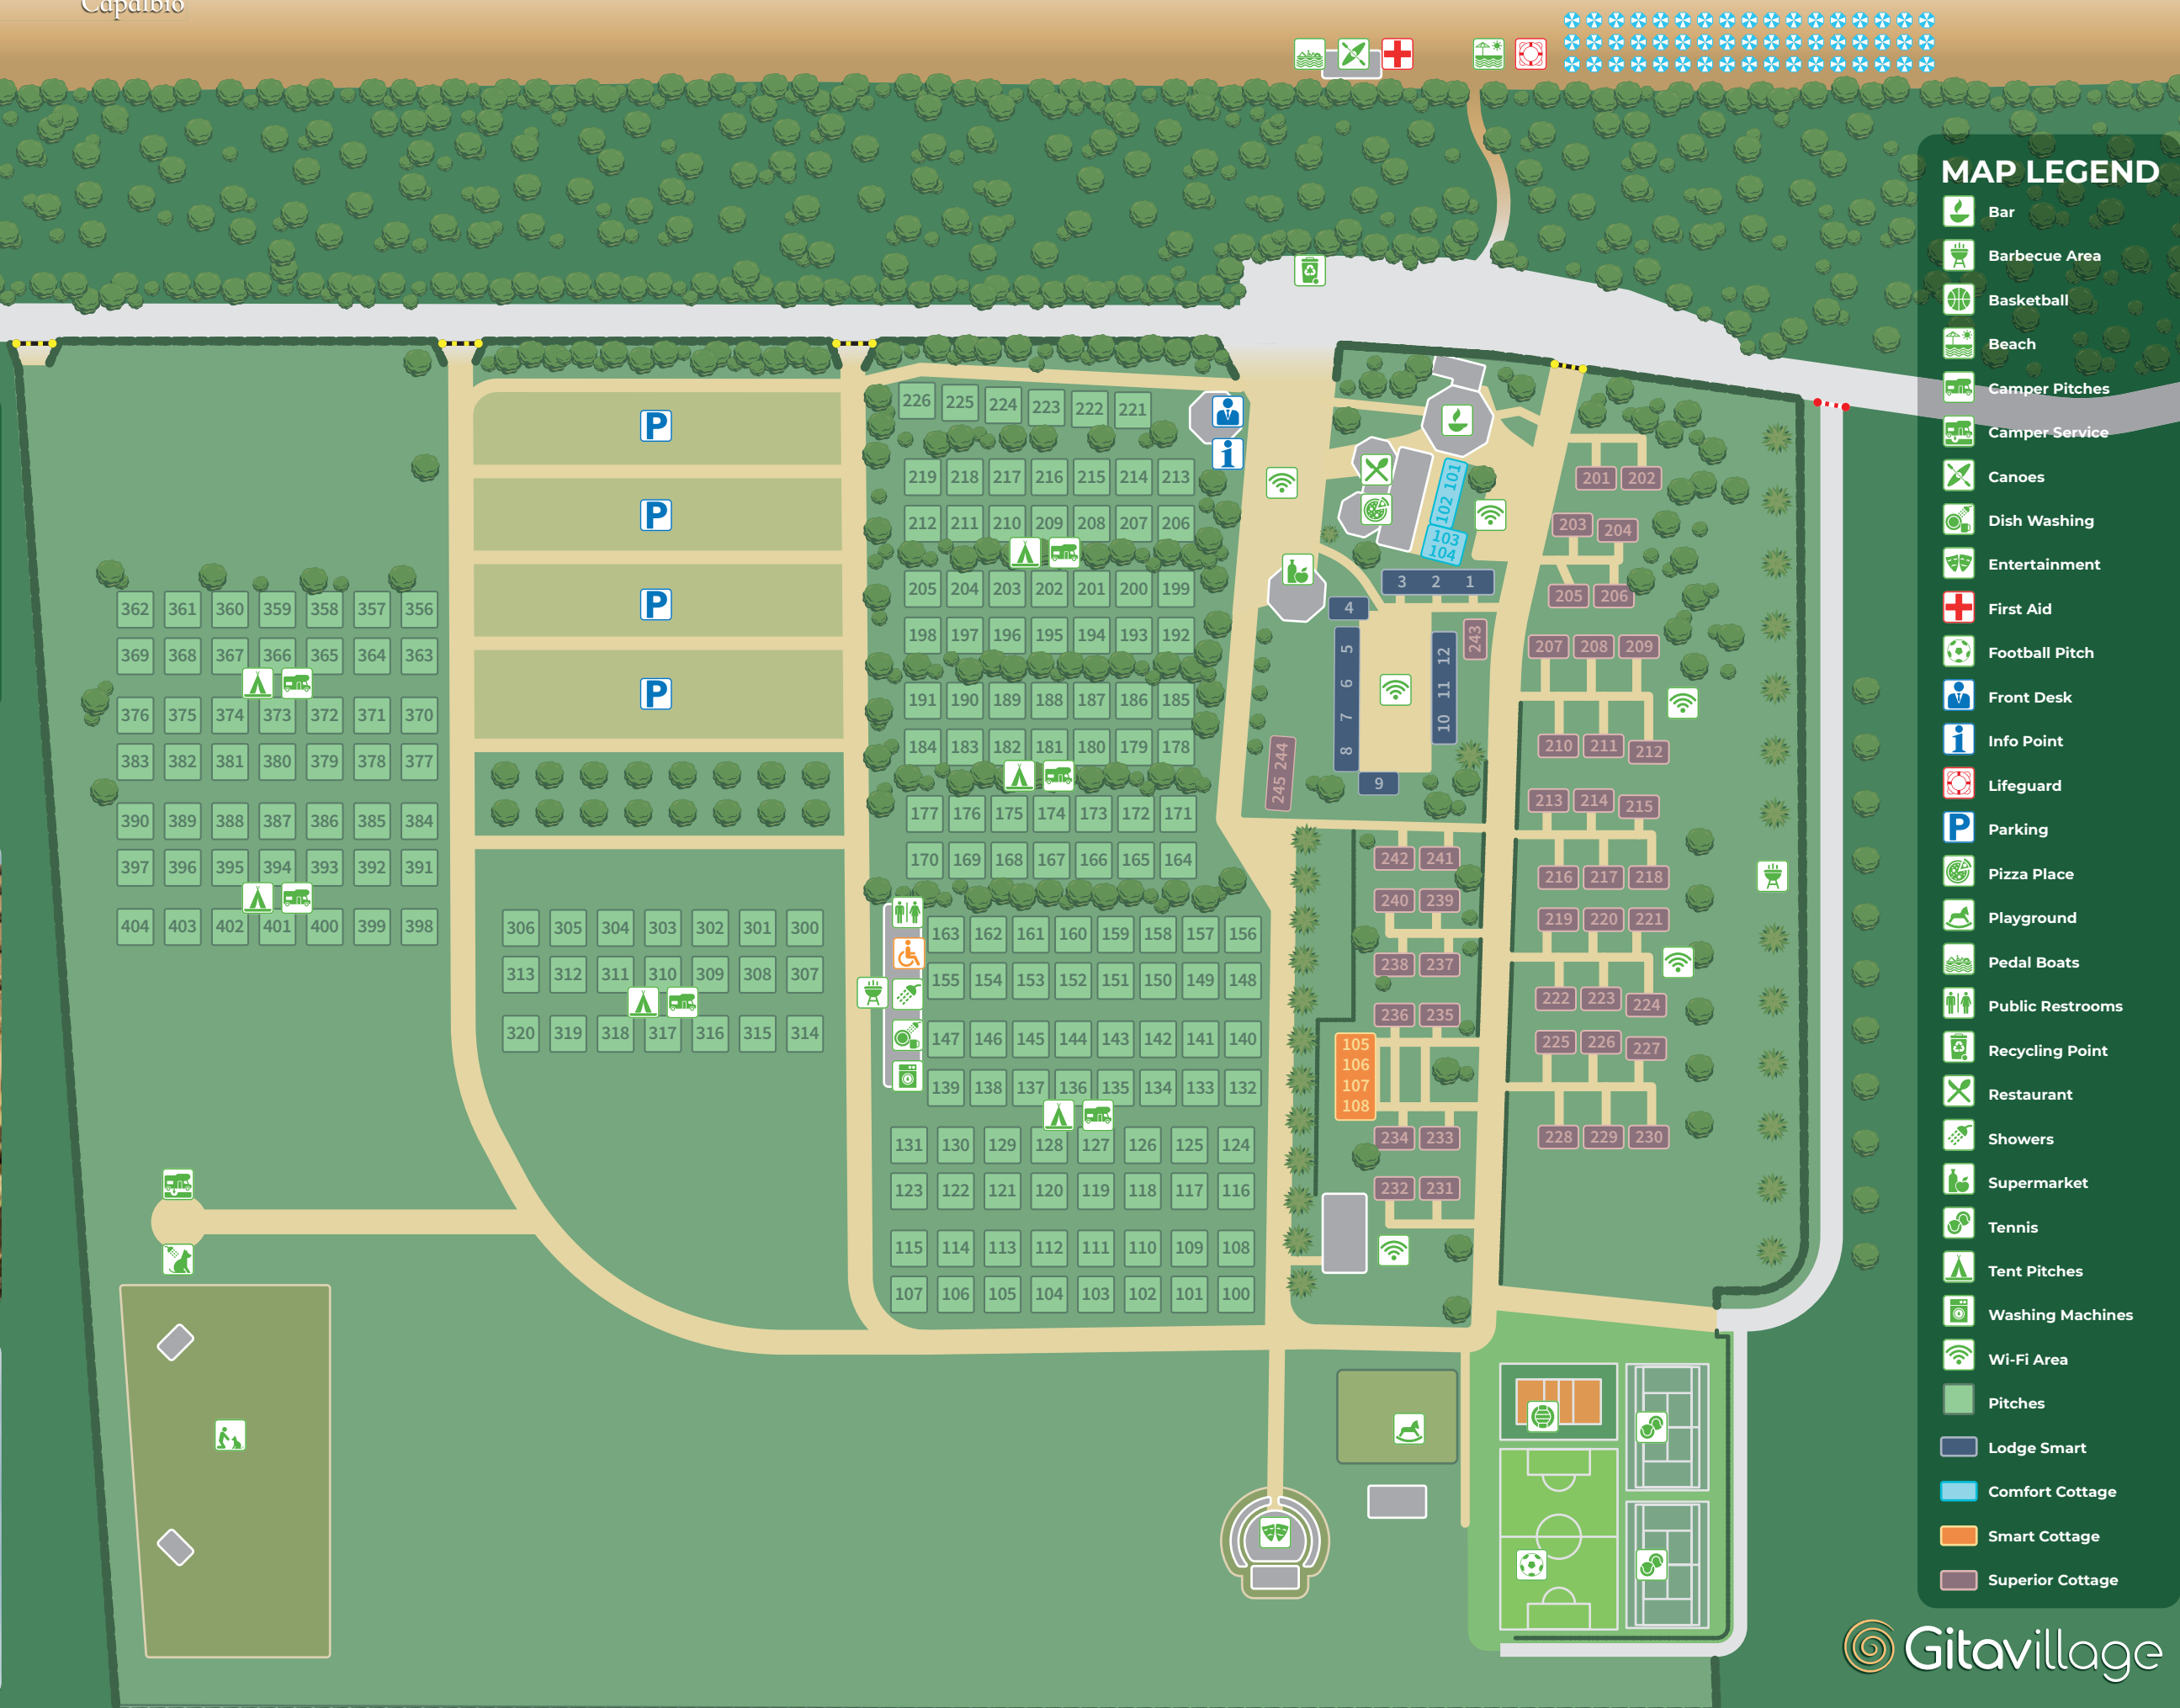 Capalbio
MAP LEGEND
Bar
Barbecue Area
Basketball
Beach
Camper Pitches
Camper Service
Canoes
Dish Washing
Entertainment
First Aid
Football Pitch
Front Desk
Info Point
Lifeguard
Parking
Pizza Place
Playground
Pedal Boats
Public Restrooms
Recycling Point
Restaurant
Showers
Supermarket
Tennis
Tent Pitches
Washing Machines
Wi-Fi Area
Pitches
Lodge Smart
Comfort Cottage
Smart Cottage
Superior Cottage
Gitavillage
P
P
P
P
P
i
i
362 361 360 359 358 357 356
369 368 367 366 365 364 363
376 375 374 373 372 371 370
383 382 381 380 379 378 377
390 389 388 387 386 385 384
397 396 395 394 393 392 391
404 403 402 401 400 399 398
306 305 304 303 302 301 300
313 312 311 310 309 308 307
320 319 318 317 316 315 314
226 225 224 223 222 221
219 218 217 216 215 214 213
212 211 210 209 208 207 206
205 204 203 202 201 200 199
198 197 196 195 194 193 192
191 190 189 188 187 186 185
184 183 182 181 180 179 178
177 176 175 174 173 172 171
170 169 168 167 166 165 164
163 162 161 160 159 158 157 156
155 154 153 152 151 150 149 148
147 146 145 144 143 142 141 140
139 138 137 136 135 134 133 132
131 130 129 128 127 126 125 124
123 122 121 120 119 118 117 116
115 114 113 112 111 110 109 108
107 106 105 104 103 102 101 100
102 101
103
104
3 2 1
4
5
6
7
8
9
12
11
10
243
245 244
242 241
240 239
238 237
236 235
105
106
107
108
234 233
232 231
201 202
203 204
205 206
207 208 209
210 211 212
213 214 215
216 217 218
219 220 221
222 223 224
225 226 227
228 229 230